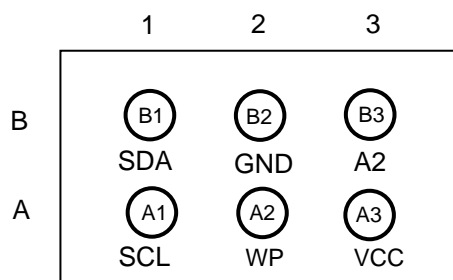 1 2 3
B B1 B2 B3
SDA GND A2
A A1 A2 A3
SCL WP VCC